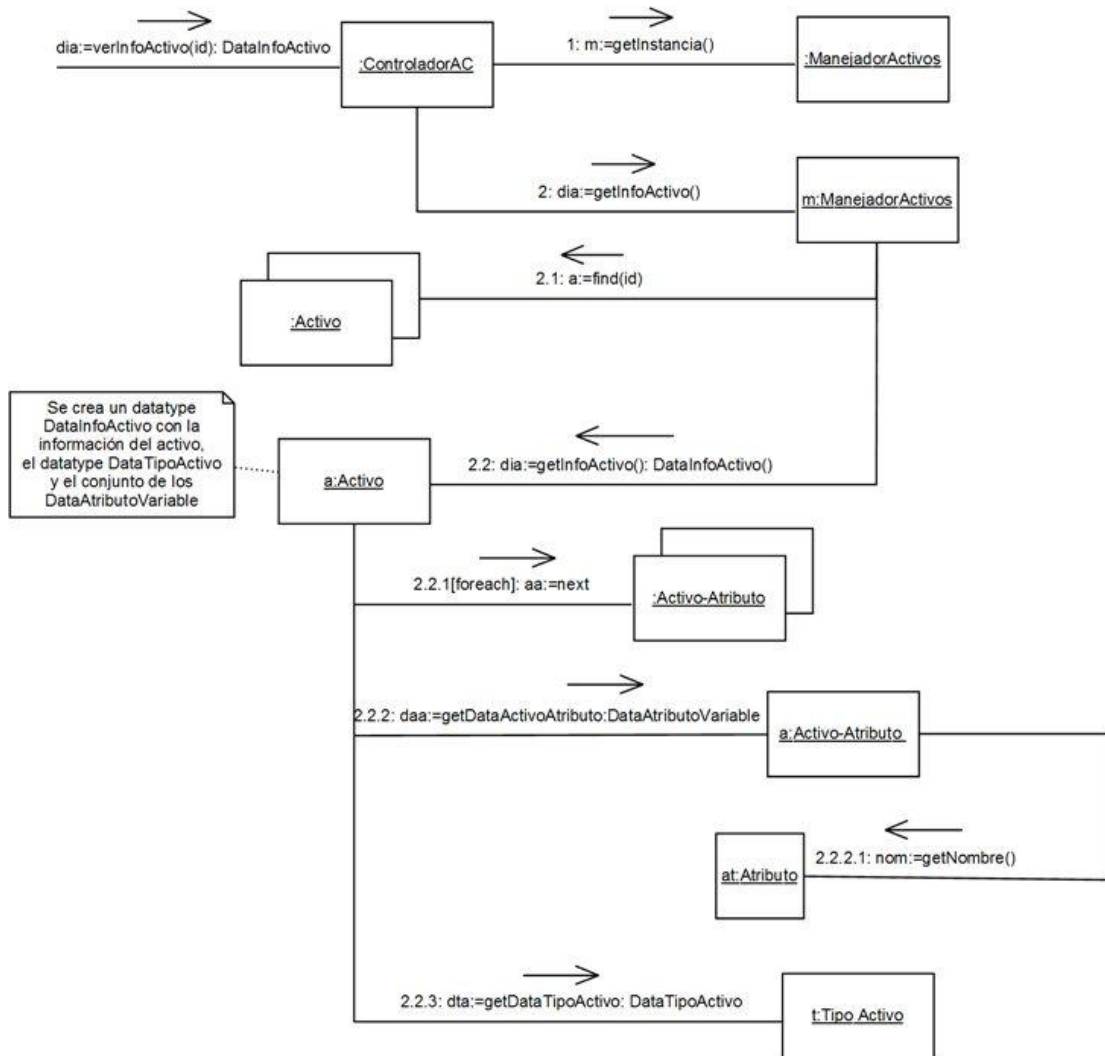 dia:=verInfoActivo(id): DataInfoActivo
:ControladorAC
1: m:=getInstancia()
:ManejadorActivos
2: dia:=getInfoActivo()
m:ManejadorActivos
2.1: a:=find(id)
:Activo
Se crea un datatype
DataInfoActivo con la
información del activo,
el datatype DataTipoActivo
y el conjunto de los
DataAtributoVariable
2.2: dia:=getInfoActivo(): DataInfoActivo()
a:Activo
2.2.1[foreach]: aa:=next
:Activo-Atributo
2.2.2: daa:=getDataActivoAtributo:DataAtributoVariable
a:Activo-Atributo
at:Atributo
2.2.2.1: nom:=getNombre()
2.2.3: dta:=getDataTipoActivo: DataTipoActivo
t:Tipo Activo